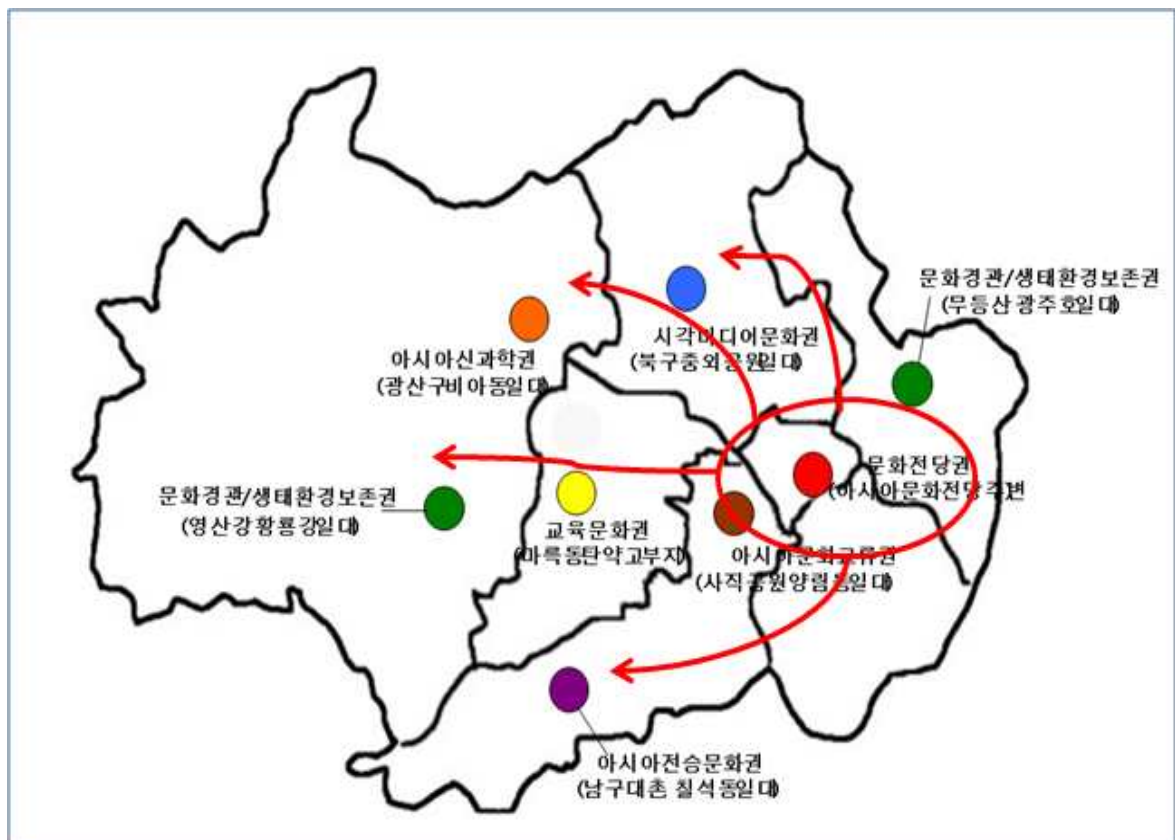 문화경관/생태환경보존권
(무등산 광주호일대)
시각미디어문화권
(북구중외공원일대)
아시아신과학권
(광산구비아동일대)
문화전당권
(아시아문화전당주변
문화경관/생태환경보존권
(영산강황룡강일대)
교육문화권
(마륵동탄약고부지)
아시아문화교류권
(사직공원양림동일대)
아시아전승문화권
(남구대촌 칠석동일대)